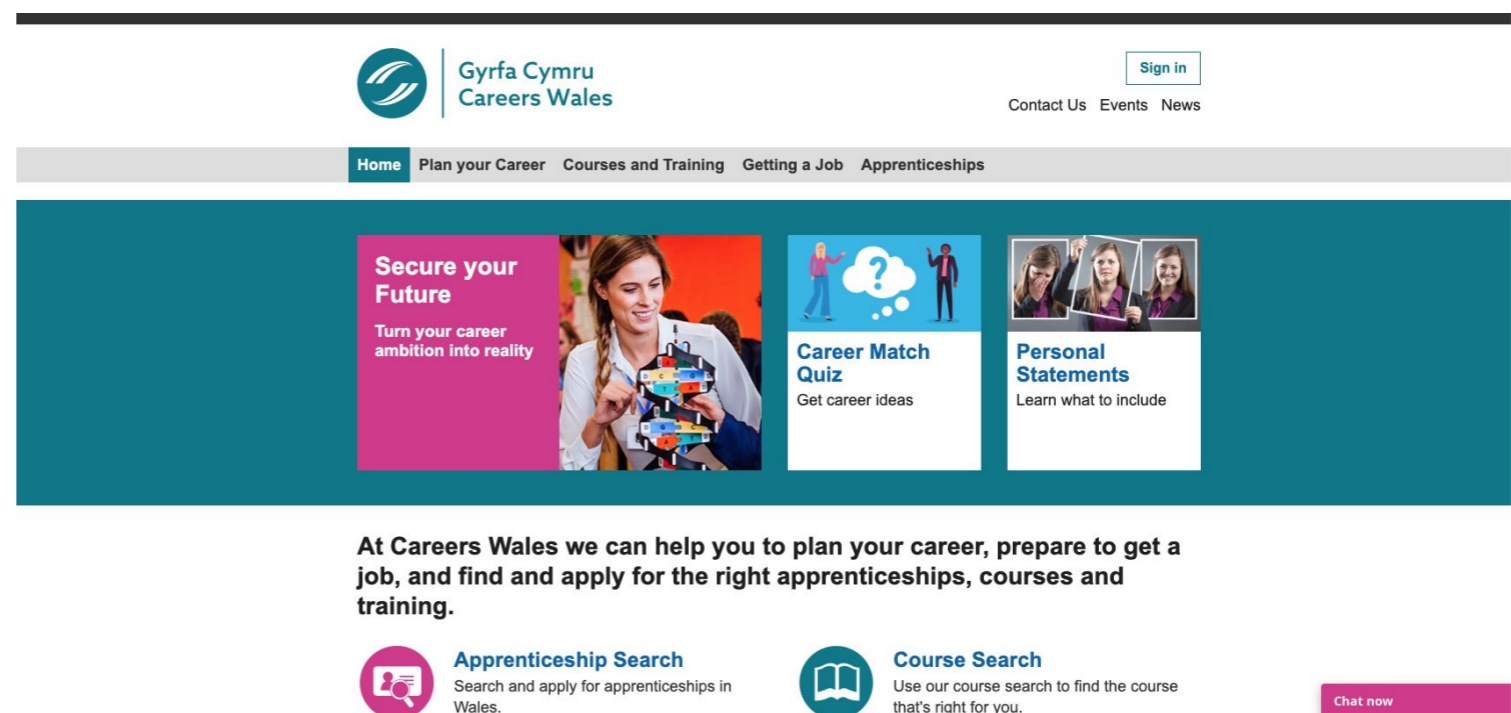 Gyrfa Cymru
Careers Wales
Sign in
Contact Us Events News
Home Plan your Career Courses and Training Getting a Job Apprenticeships
Secure your
Future
Turn your career
ambition into reality
?
Career Match
Quiz
Get career ideas
Personal
Statements
Learn what to include
At Careers Wales we can help you to plan your career, prepare to get a
job, and find and apply for the right apprenticeships, courses and
training.
Apprenticeship Search
Search and apply for apprenticeships in
Wales.
Course Search
Use our course search to find the course
that's right for you.
Chat now